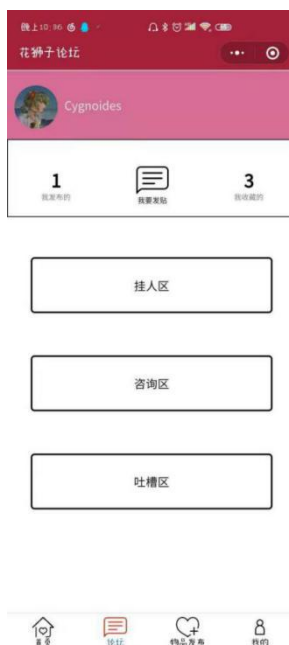 晚上10:36
花狮子论坛
Cygnoides
1
3
我发布的
我要发贴
我收藏的
挂人区
咨询区
吐槽区
首页
论坛
物品发布
我的